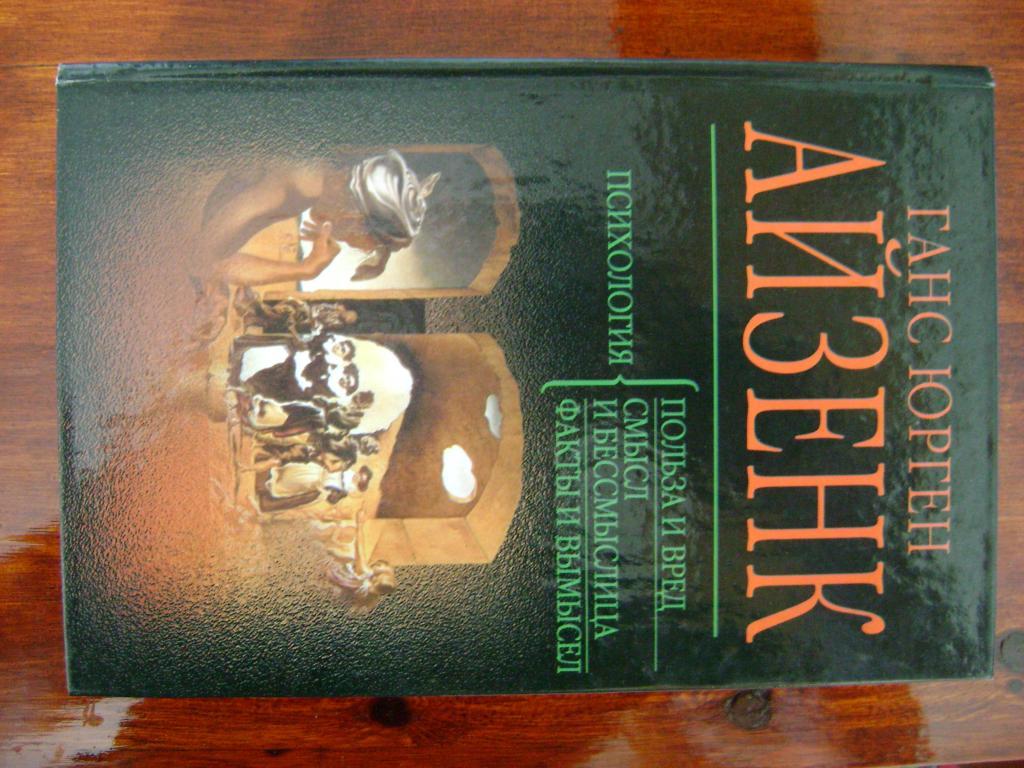 ГАНС ЮРГЕН
АЙЗЕНК
ПСИХОЛОГИЯ
ПОЛЬЗА И ВРЕД
СМЫСЛ
И БЕССМЫСЛИЦА
ФАКТЫ И ВЫМЫСЕЛ